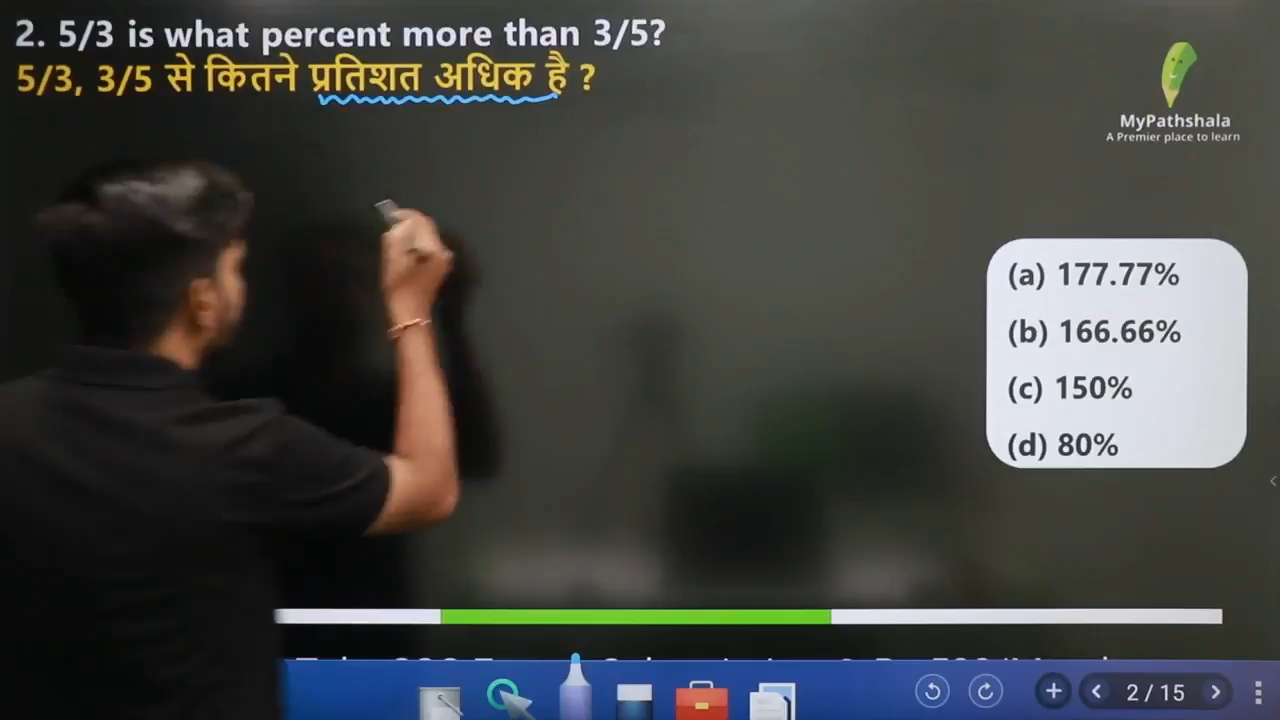 2. 5/3 is what percent more than 3/5?
5/3, 3/5 से कितने प्रतिशत अधिक है ?
MyPathshala
A Premier place to learn
(a) 177.77%
(b) 166.66%
(c) 150%
(d) 80%
2 / 15